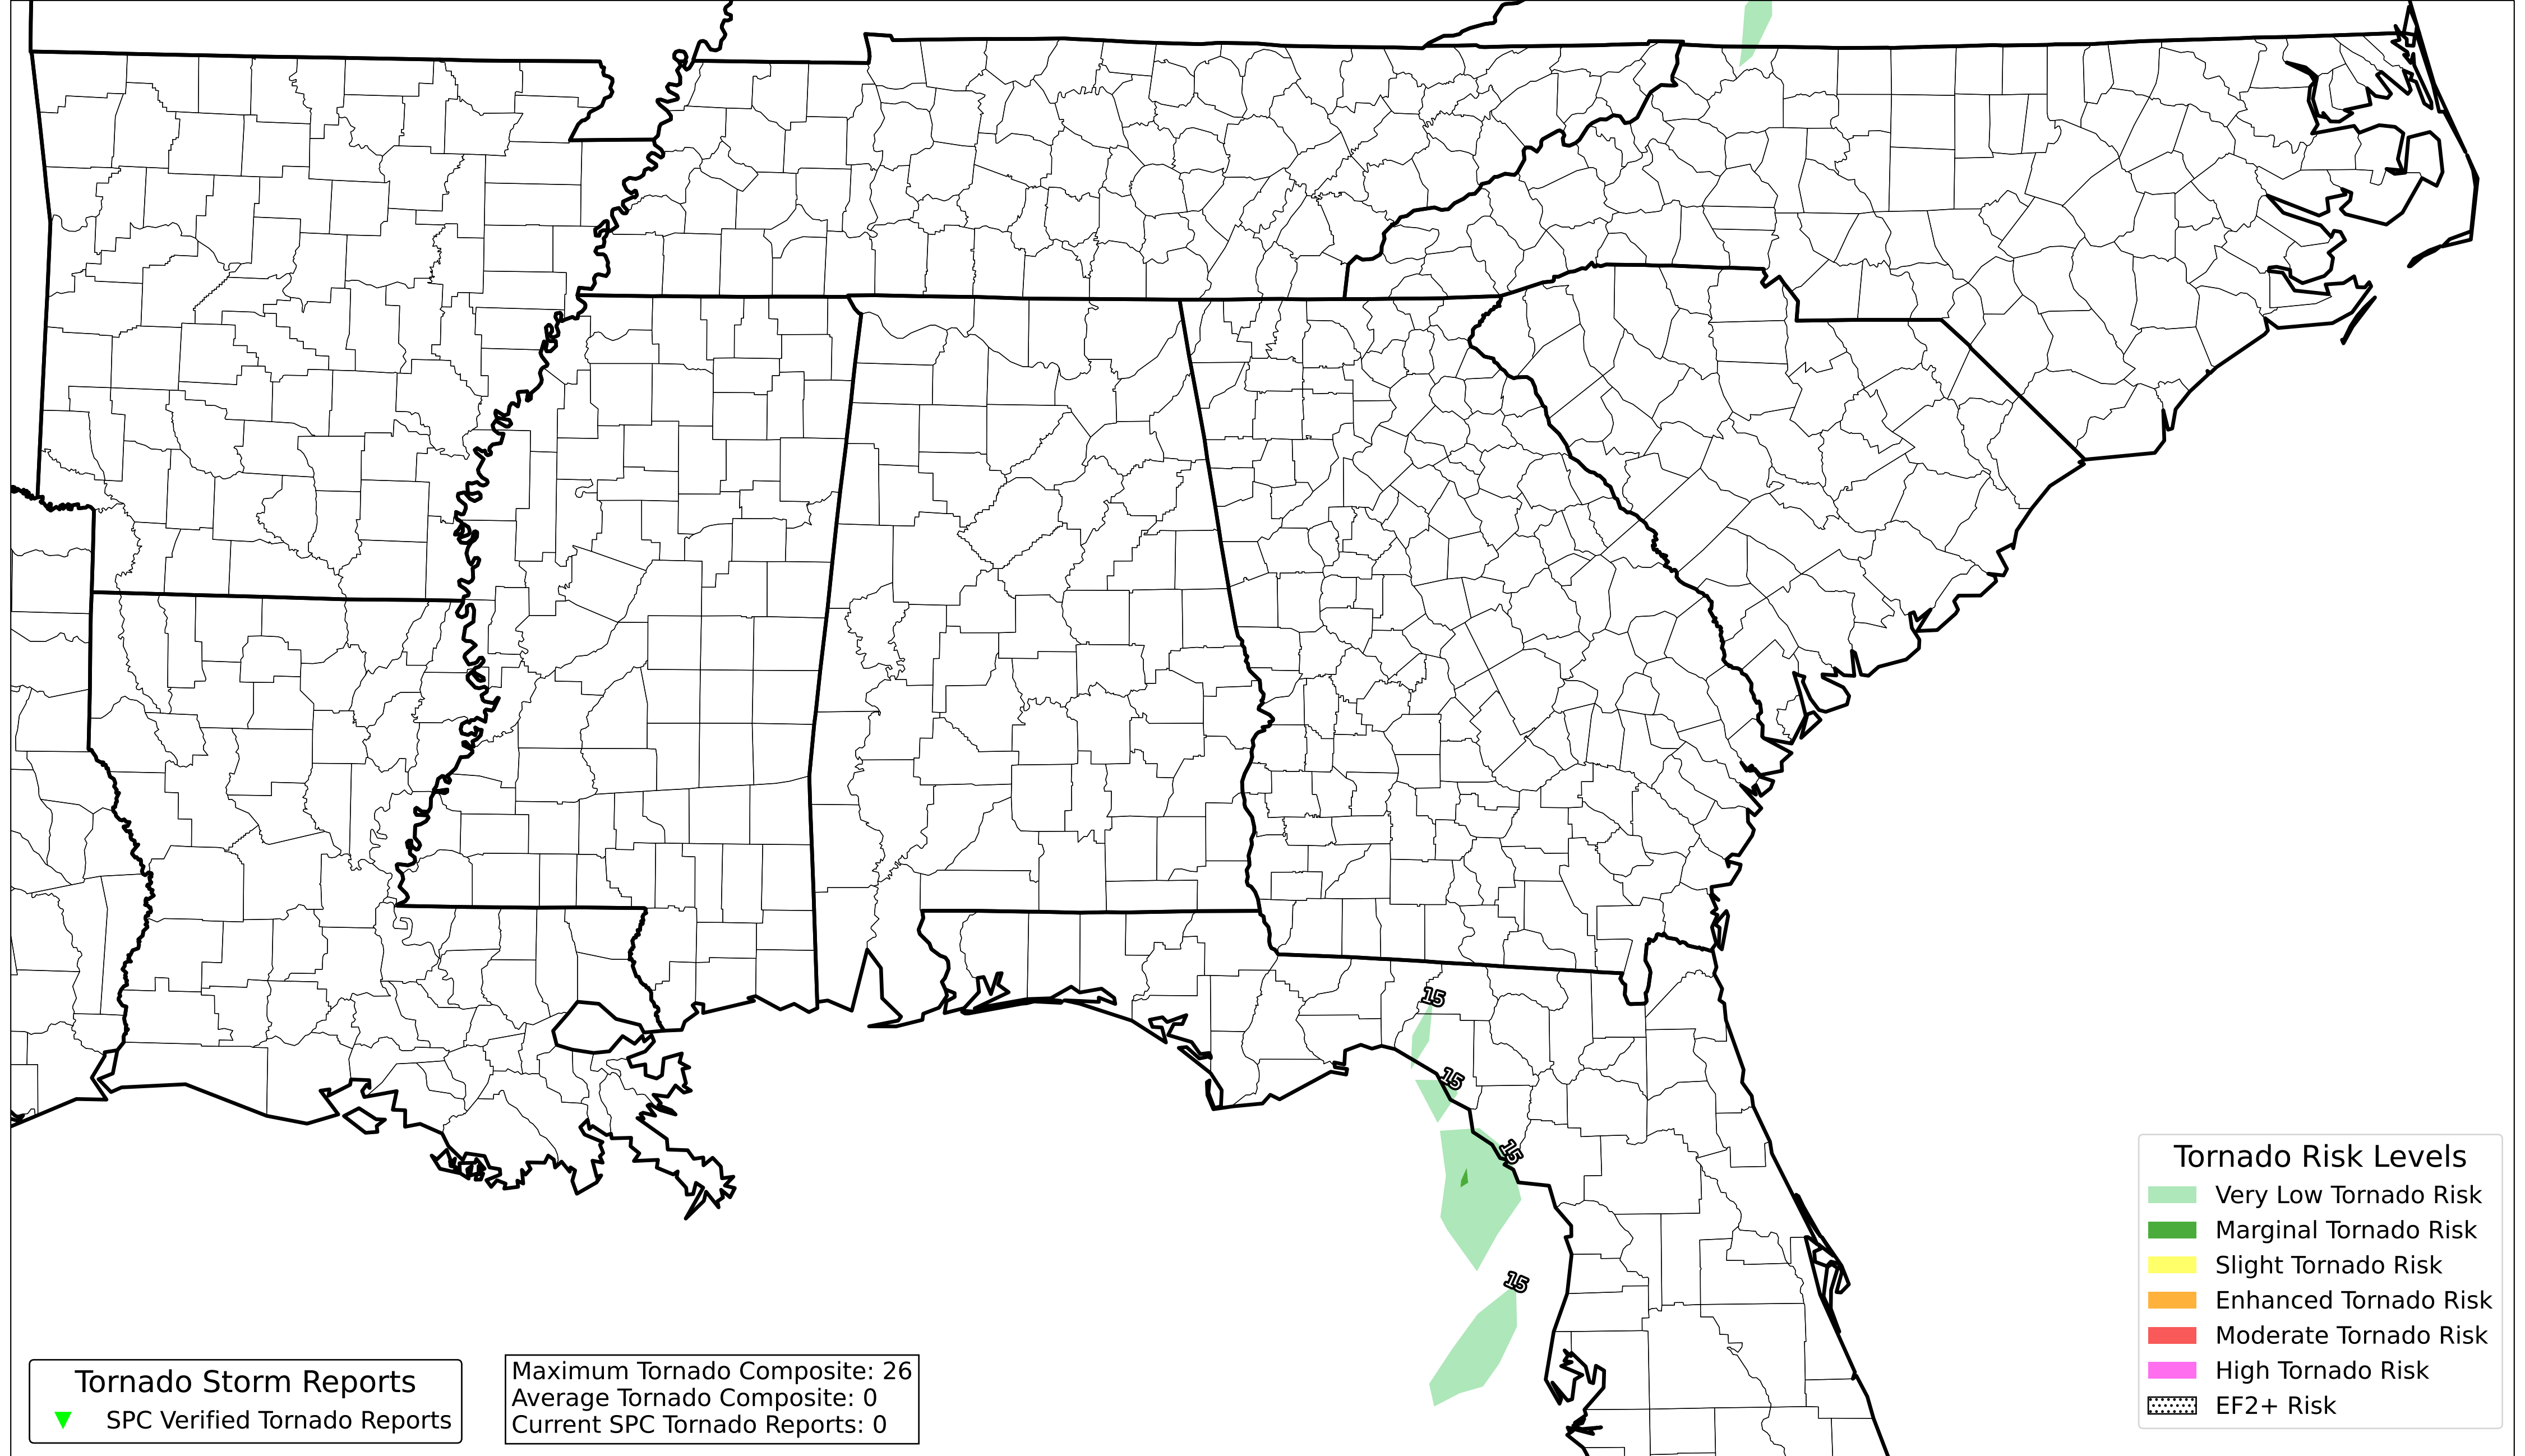 15
15
15
15
Tornado Risk Levels
Very Low Tornado Risk
Marginal Tornado Risk
Slight Tornado Risk
Enhanced Tornado Risk
Moderate Tornado Risk
High Tornado Risk
EF2+ Risk
Tornado Storm Reports
SPC Verified Tornado Reports
Maximum Tornado Composite: 26
Average Tornado Composite: 0
Current SPC Tornado Reports: 0